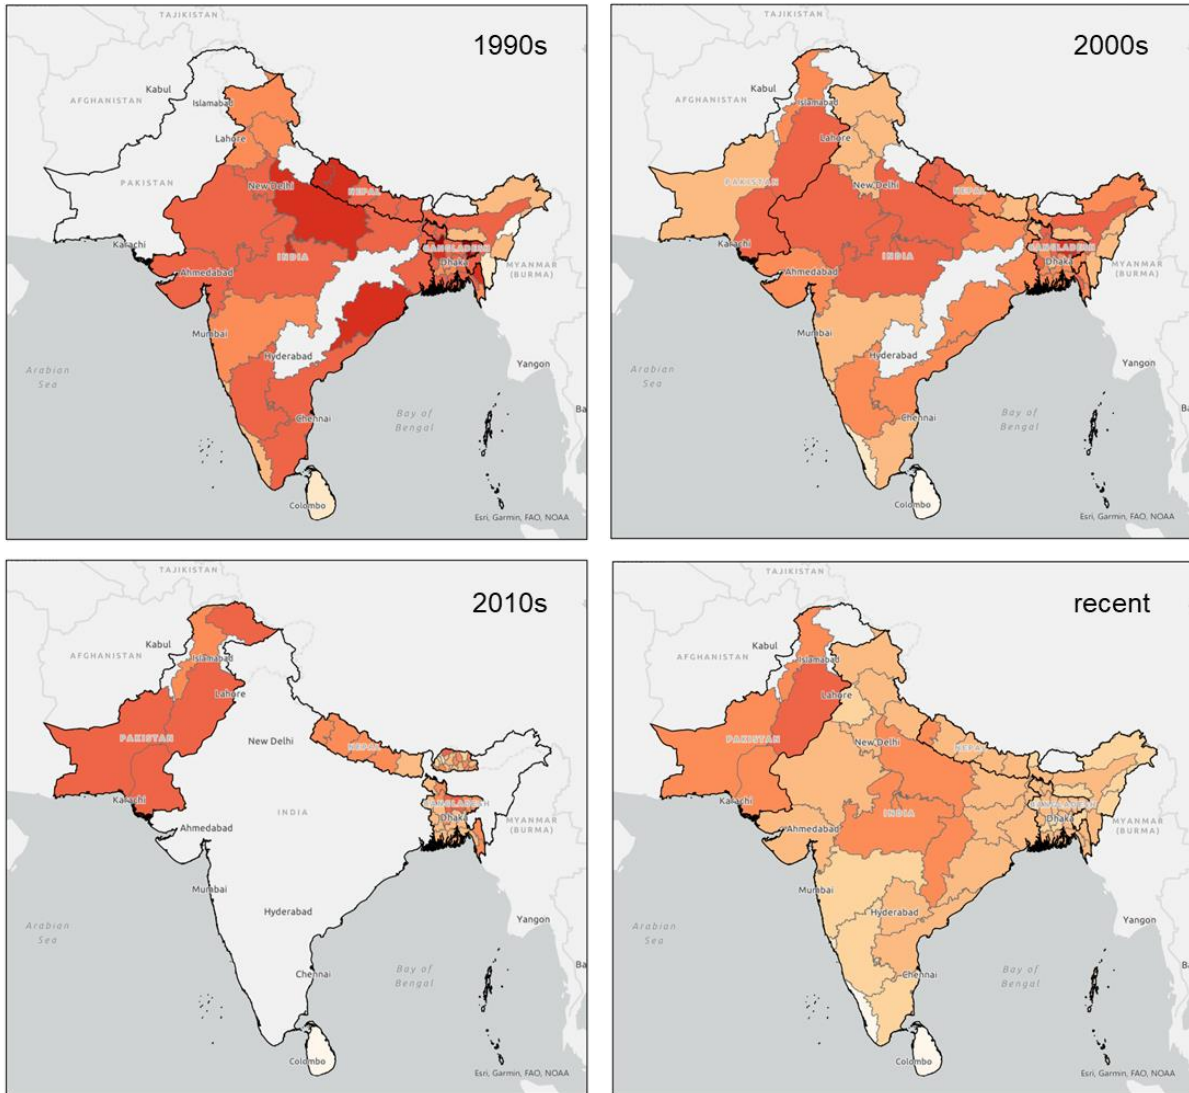 1990s
TAJIKISTAN
Kabul
AFGHANISTAN
Islamabad
Lahore
PAKISTAN
New Delhi
NEPAL
Karachi
Ahmedabad
INDIA
BANGLADESH
Dhaka
MYANMAR
(BURMA)
Mumbai
Hyderabad
Yangon
Arabian
Sea
Chennai
Bay of
Bengal
Ba
Colombo
Esri, Garmin, FAO, NOAA
2000s
TAJIKISTAN
Kabul
AFGHANISTAN
Islamabad
Lahore
PAKISTAN
New Delhi
NEPAL
Karachi
Ahmedabad
INDIA
BANGLADESH
Dhaka
MYANMAR
(BURMA)
Mumbai
Hyderabad
Yangon
Arabian
Sea
Chennai
Bay of
Bengal
Ba
Colombo
Esri, Garmin, FAO, NOAA
2010s
TAJIKISTAN
Kabul
AFGHANISTAN
Islamabad
Lahore
PAKISTAN
New Delhi
NEPAL
Karachi
Ahmedabad
INDIA
BANGLADESH
Dhaka
MYANMAR
(BURMA)
Mumbai
Hyderabad
Yangon
Arabian
Sea
Chennai
Bay of
Bengal
Ba
Colombo
Esri, Garmin, FAO, NOAA
recent
TAJIKISTAN
Kabul
AFGHANISTAN
Islamabad
Lahore
PAKISTAN
New Delhi
NEPAL
Karachi
Ahmedabad
INDIA
BANGLADESH
Dhaka
MYANMAR
(BURMA)
Mumbai
Hyderabad
Yangon
Arabian
Sea
Chennai
Bay of
Bengal
Ba
Colombo
Esri, Garmin, FAO, NOAA